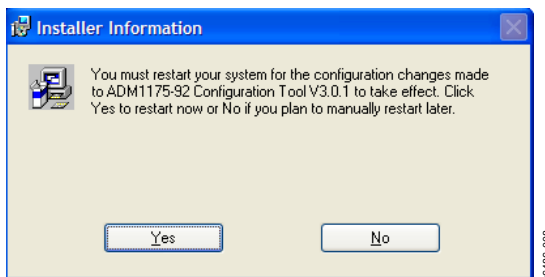 Installer Information
You must restart your system for the configuration changes made
to ADM1175-92 Configuration Tool V3.0.1 to take effect. Click
Yes to restart now or No if you plan to manually restart later.
Yes
No